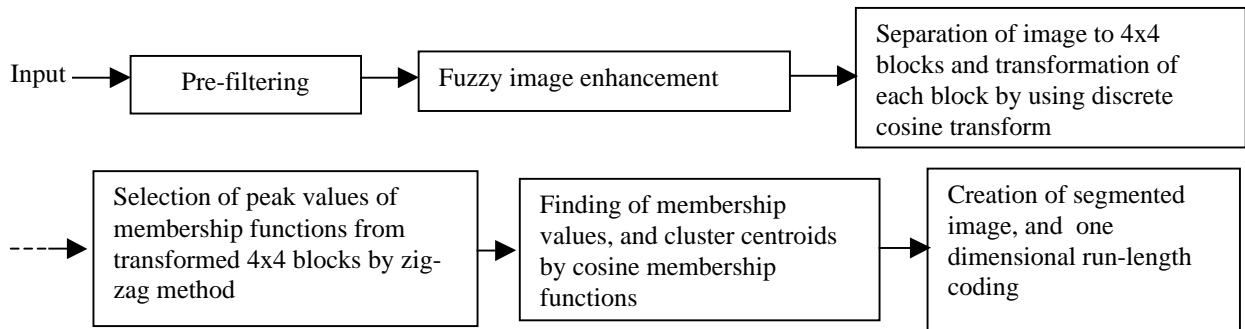 Input
Pre-filtering
Fuzzy image enhancement
Separation of image to 4x4
blocks and transformation of
each block by using discrete
cosine transform
Selection of peak values of
membership functions from
transformed 4x4 blocks by zig-
zag method
Finding of membership
values, and cluster centroids
by cosine membership
functions
Creation of segmented
image, and one
dimensional run-length
coding